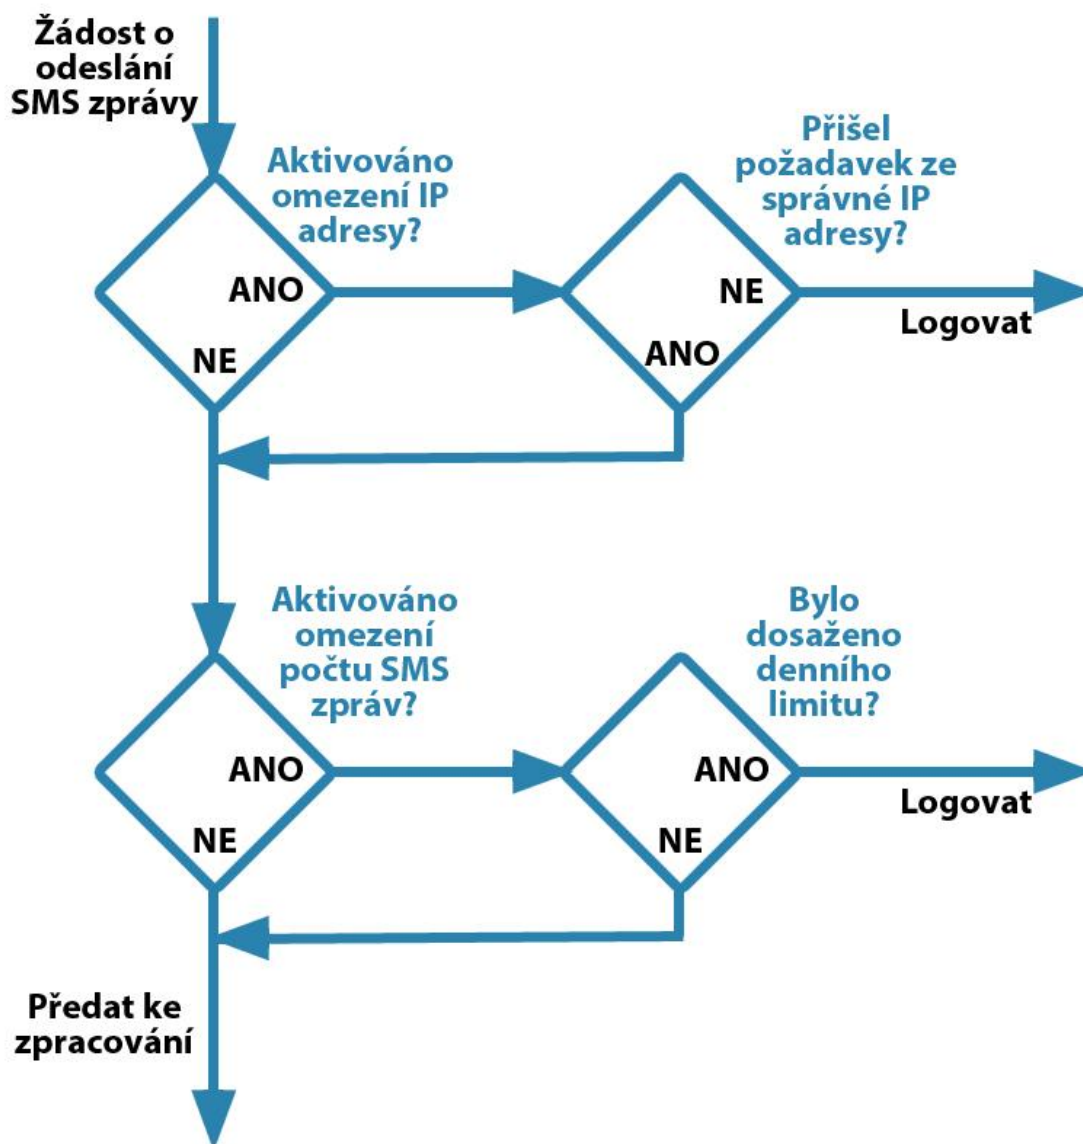 Žádost o
odeslání
SMS zprávy
Aktivováno
omezení IP
adresy?
Přišel
požadavek ze
správné IP
adresy?
ANO
NE
NE
ANO
Logovat
Aktivováno
omezení
počtu SMS
zpráv?
Bylo
dosaženo
denního
limitu?
ANO
NE
ANO
NE
Logovat
Předat ke
zpracování